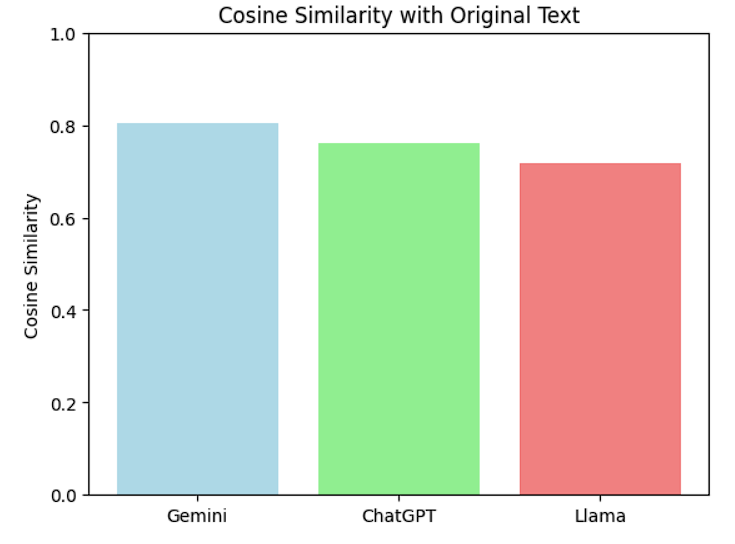 Cosine Similarity with Original Text
1.0
0.8
0.6
0.4
0.2
0.0
Cosine Similarity
Gemini
ChatGPT
Llama